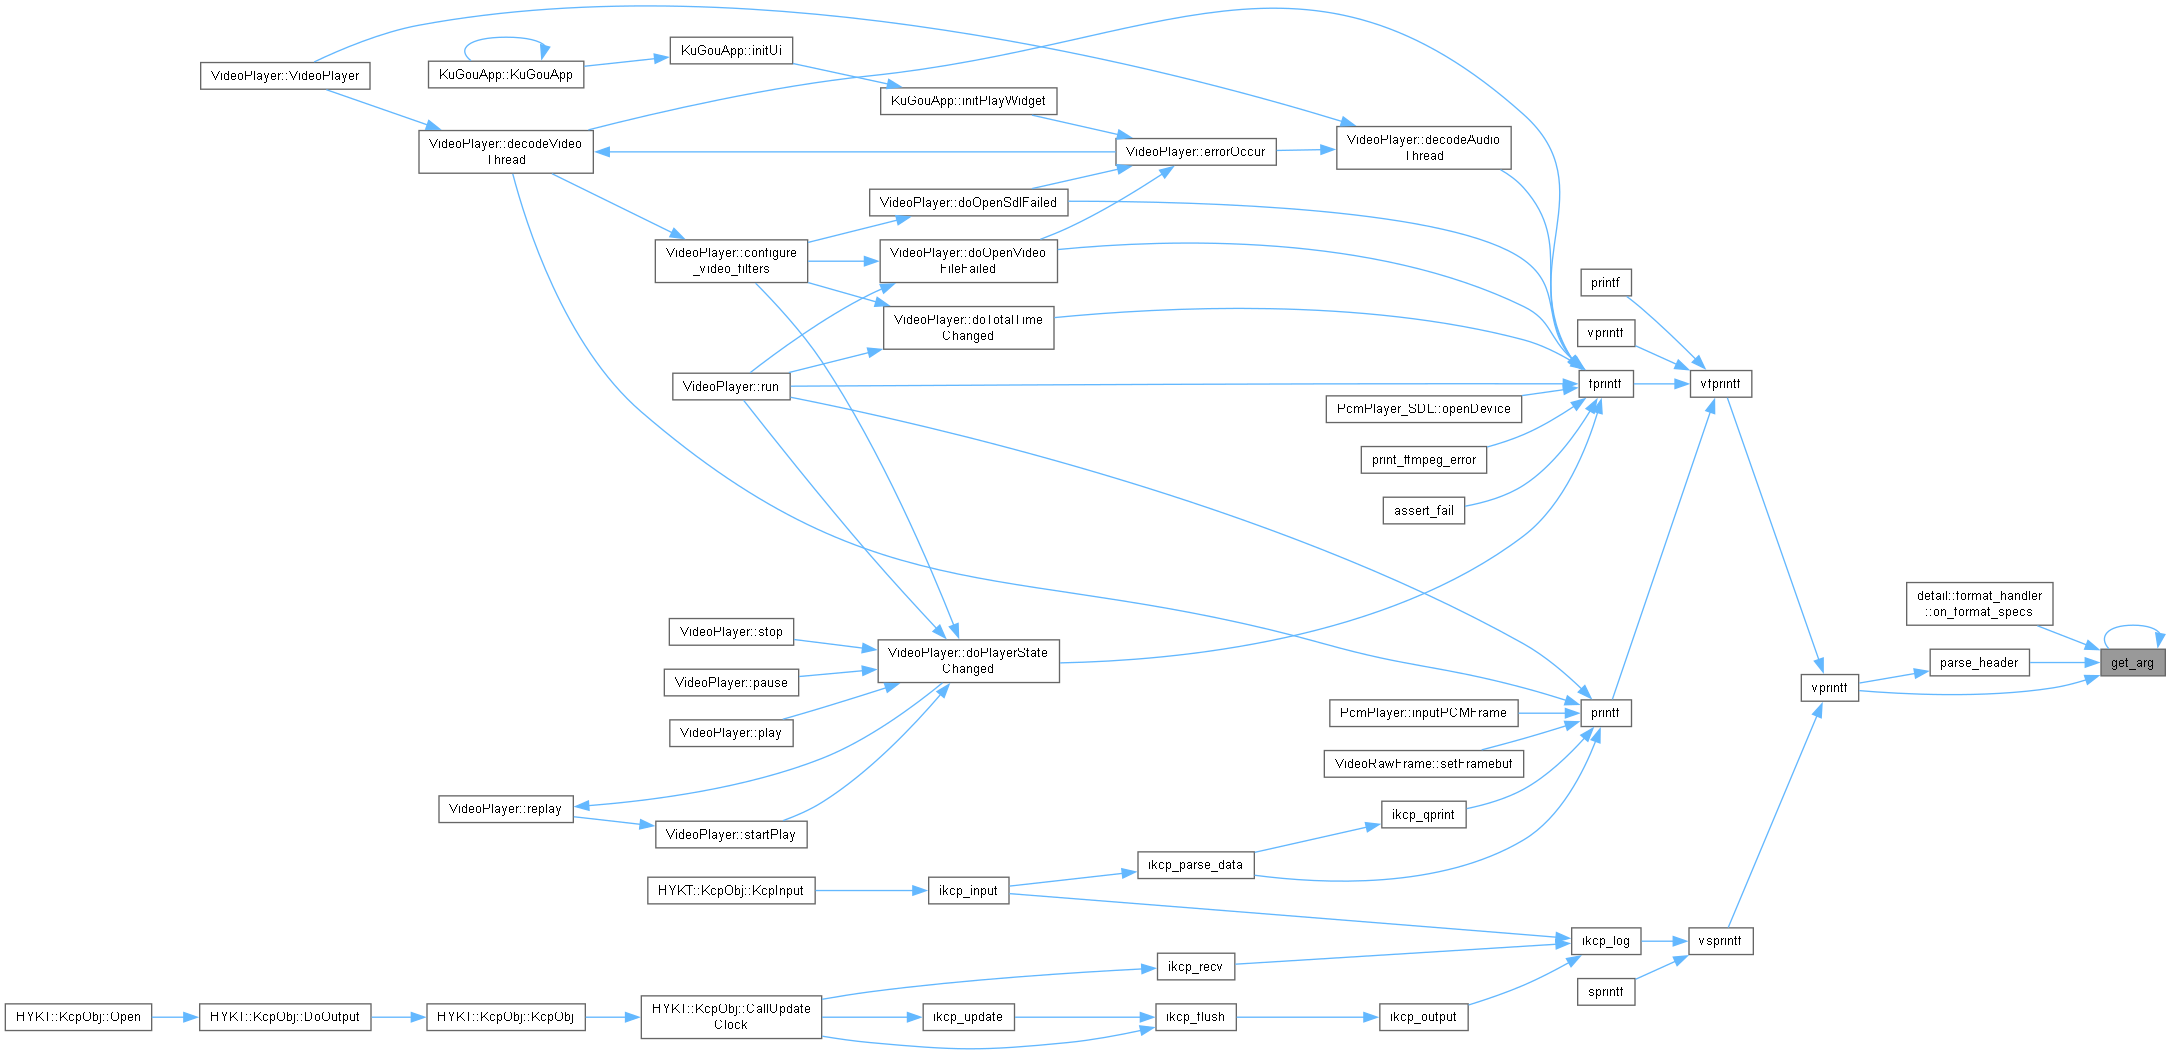 KuGouApp::initUi
VideoPlayer::VideoPlayer
KuGouApp::KuGouApp
KuGouApp::initPlayWidget
VideoPlayer::decodeVideo
Thread
VideoPlayer::errorOccur
VideoPlayer::decodeAudio
Thread
VideoPlayer::doOpenSdlFailed
VideoPlayer::configure
_video_filters
VideoPlayer::doOpenVideo
FileFailed
printf
VideoPlayer::doTotalTime
Changed
vprintf
VideoPlayer::run
fprintf
vfprintf
PcmPlayer_SDL::openDevice
print_ffmpeg_error
assert_fail
detail::format_handler
::on_format_specs
VideoPlayer::stop
VideoPlayer::doPlayerState
Changed
parse_header
get_arg
VideoPlayer::pause
vprintf
PcmPlayer::inputPCMFrame
printf
VideoPlayer::play
VideoRawFrame::setFramebuf
VideoPlayer::replay
ikcp_qprint
VideoPlayer::startPlay
ikcp_parse_data
HYKT::KcpObj::KcpInput
ikcp_input
ikcp_log
vsprintf
ikcp_recv
sprintf
HYKT::KcpObj::Open
HYKT::KcpObj::DoOutput
HYKT::KcpObj::KcpObj
HYKT::KcpObj::CallUpdate
Clock
ikcp_update
ikcp_flush
ikcp_output